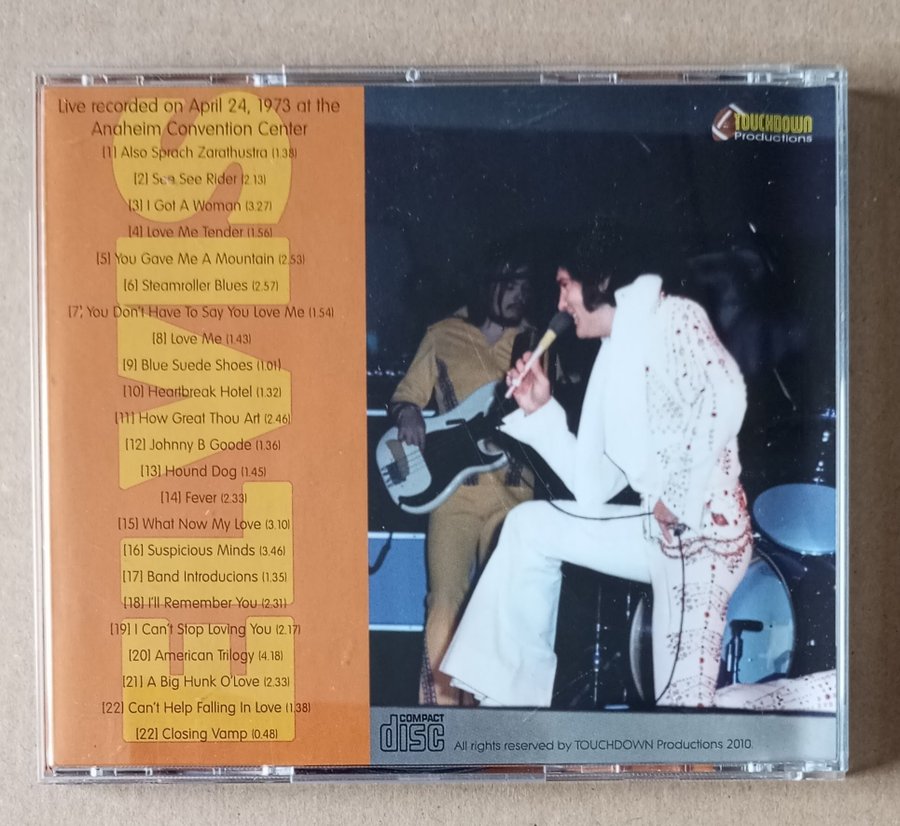 Live recorded on April 24, 1973 at the
Anaheim Convention Center
[1] Also Sprach Zarathustra (1.38)
[2] See See Rider (2.13)
[3] I Got A Woman (3.27)
[4] Love Me Tender (1.56)
[5] You Gave Me A Mountain (2.53)
[6] Steamroller Blues (2.57)
[7] You Don't Have To Say You Love Me (1.54)
[8] Love Me (1.43)
[9] Blue Suede Shoes (1.01)
[10] Heartbreak Hotel (1.32)
[11] How Great Thou Art (2.46)
[12] Johnny B Goode (1.36)
[13] Hound Dog (1.45)
[14] Fever (2.33)
[15] What Now My Love (3.10)
[16] Suspicious Minds (3.46)
[17] Band Introducions (1.35)
[18] I'll Remember You (2.31)
[19] I Can't Stop Loving You (2.17)
[20] American Trilogy (4.18)
[21] A Big Hunk O'Love (2.33)
[22] Can't Help Falling In Love (1.38)
[22] Closing Vamp (0.48)
ELVIS
TOUCHDOWN
Productions
COMPACT
disc
All rights reserved by TOUCHDOWN Productions 2010.